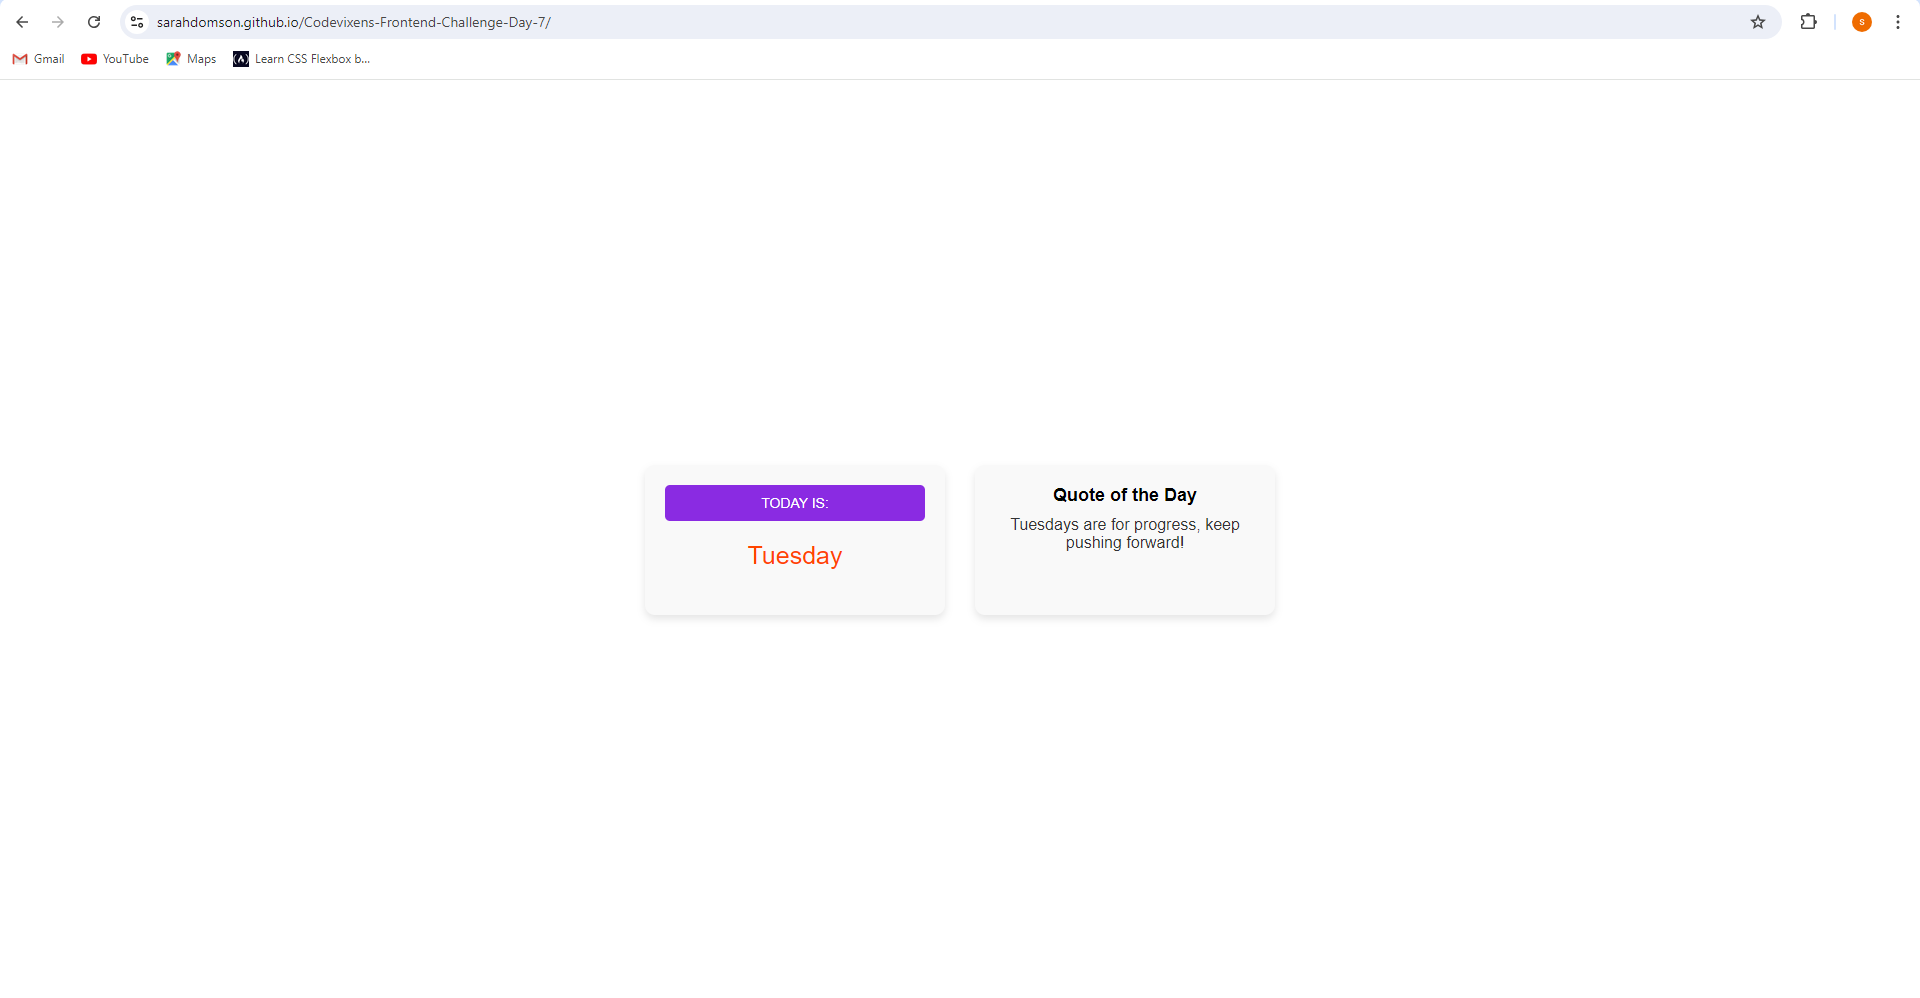 sarahdomson.github.io/Codevixens-Frontend-Challenge-Day-7/
S
Gmail
YouTube
Maps
Learn CSS Flexbox b...
TODAY IS:
Tuesday
Quote of the Day
Tuesdays are for progress, keep
pushing forward!